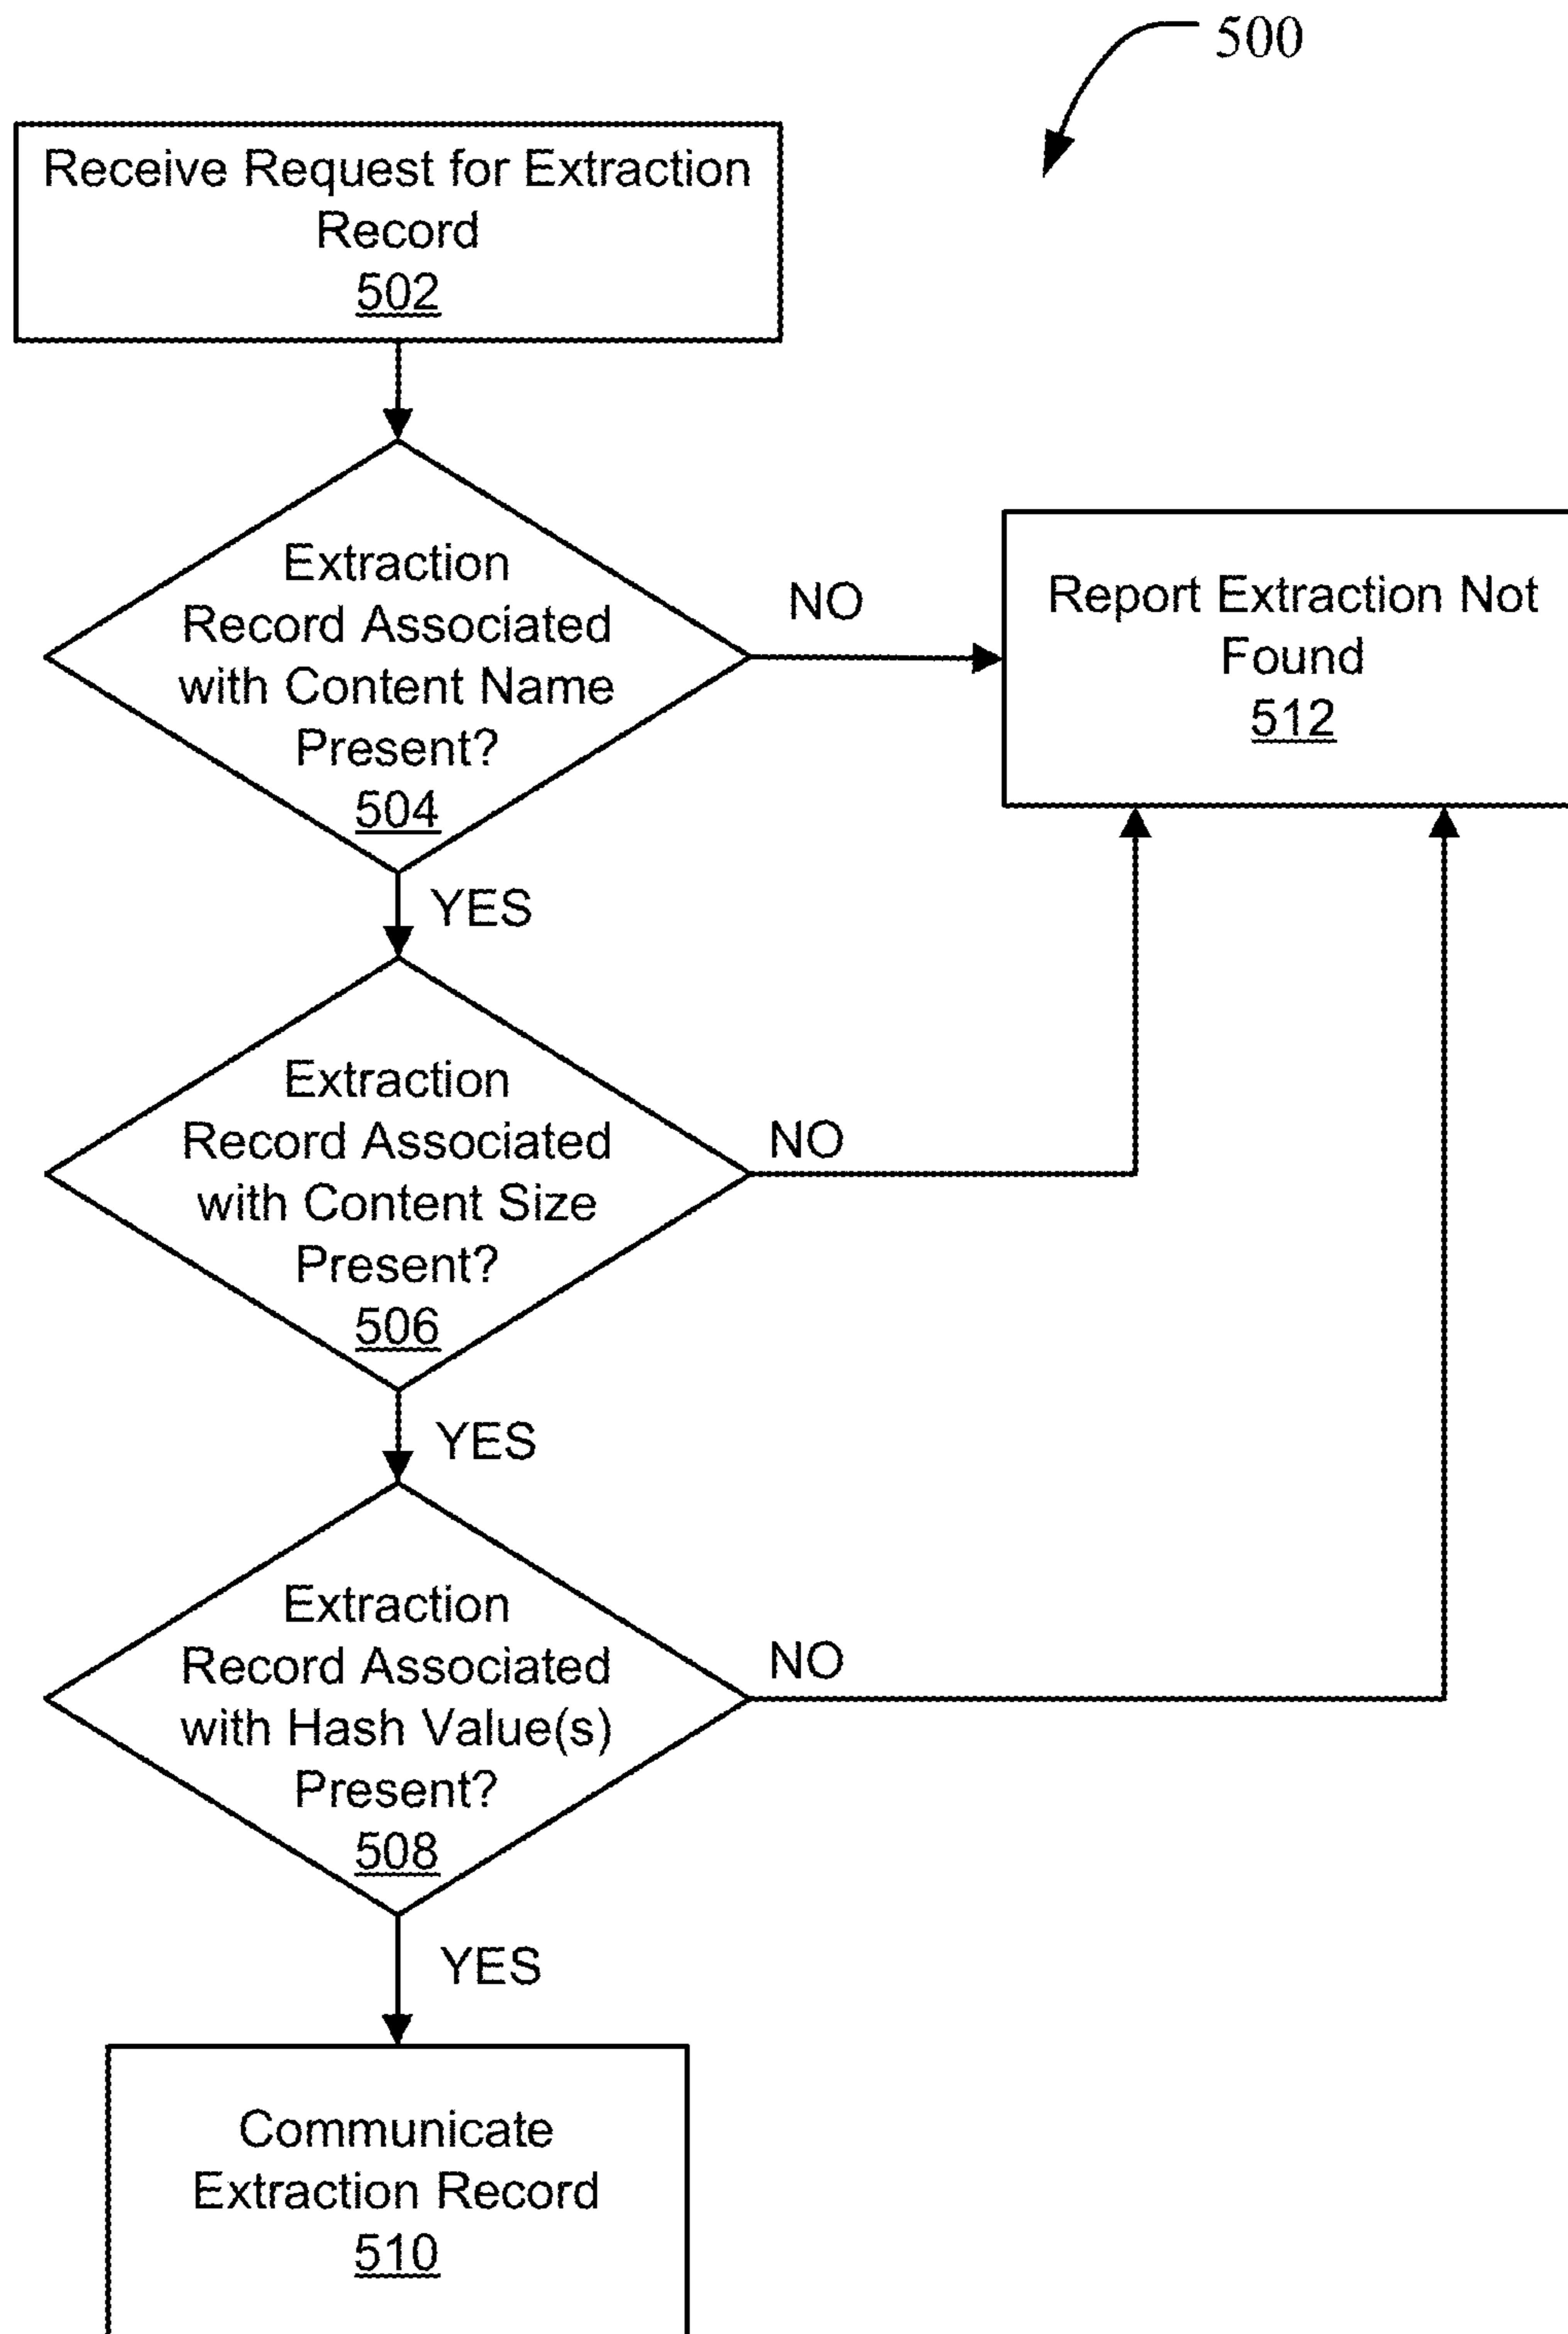 500
Receive Request for Extraction
Record
502
Extraction
Record Associated
with Content Name
Present?
504
NO
Report Extraction Not
Found
512
YES
Extraction
Record Associated
with Content Size
Present?
506
NO
YES
Extraction
Record Associated
with Hash Value(s)
Present?
508
NO
YES
Communicate
Extraction Record
510